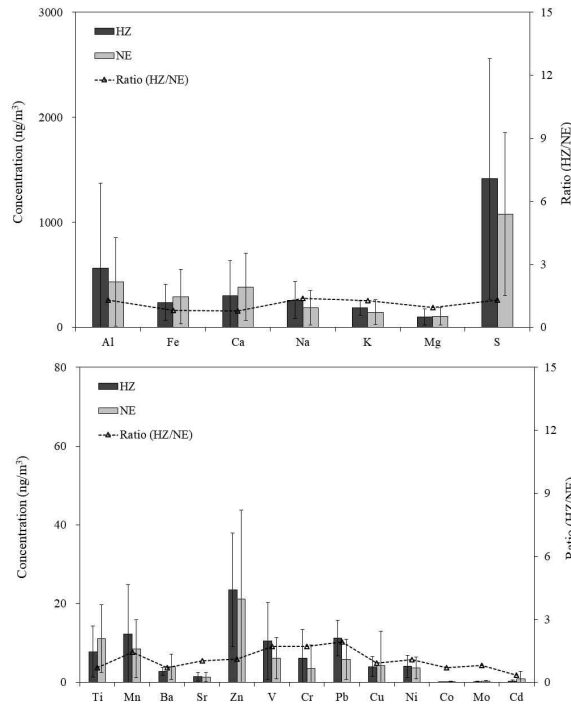 3000
2000
1000
0
Concentration (ng/m³)
HZ
NE
Ratio (HZ/NE)
15
12
9
6
3
0
Ratio (HZ/NE)
Al Fe Ca Na K Mg S
80
60
40
20
0
Concentration (ng/m³)
HZ
NE
Ratio (HZ/NE)
15
12
9
6
3
0
Ratio (HZ/NE)
Ti Mn Ba Sr Zn V Cr Pb Cu Ni Co Mo Cd